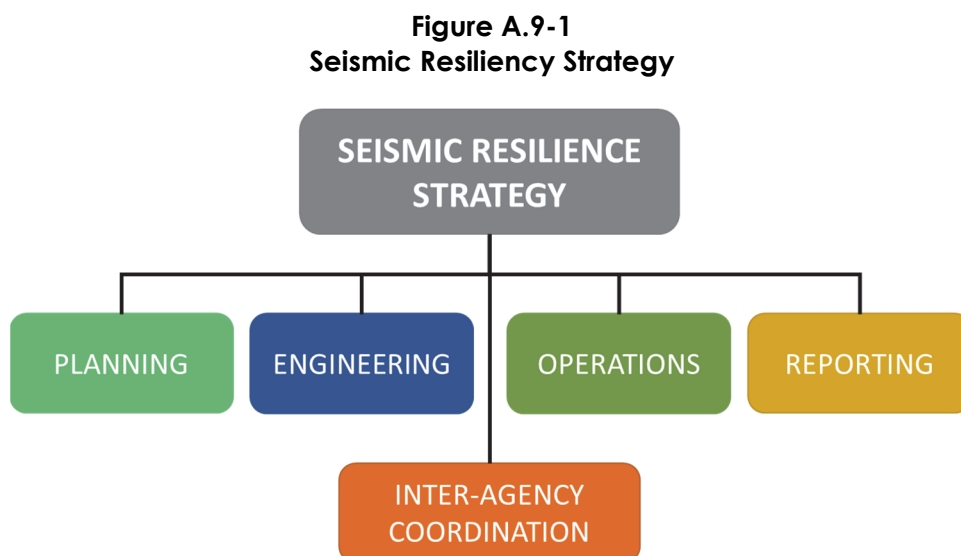 Figure A.9-1
Seismic Resiliency Strategy
SEISMIC RESILIENCE
STRATEGY
PLANNING
ENGINEERING
OPERATIONS
REPORTING
INTER-AGENCY
COORDINATION